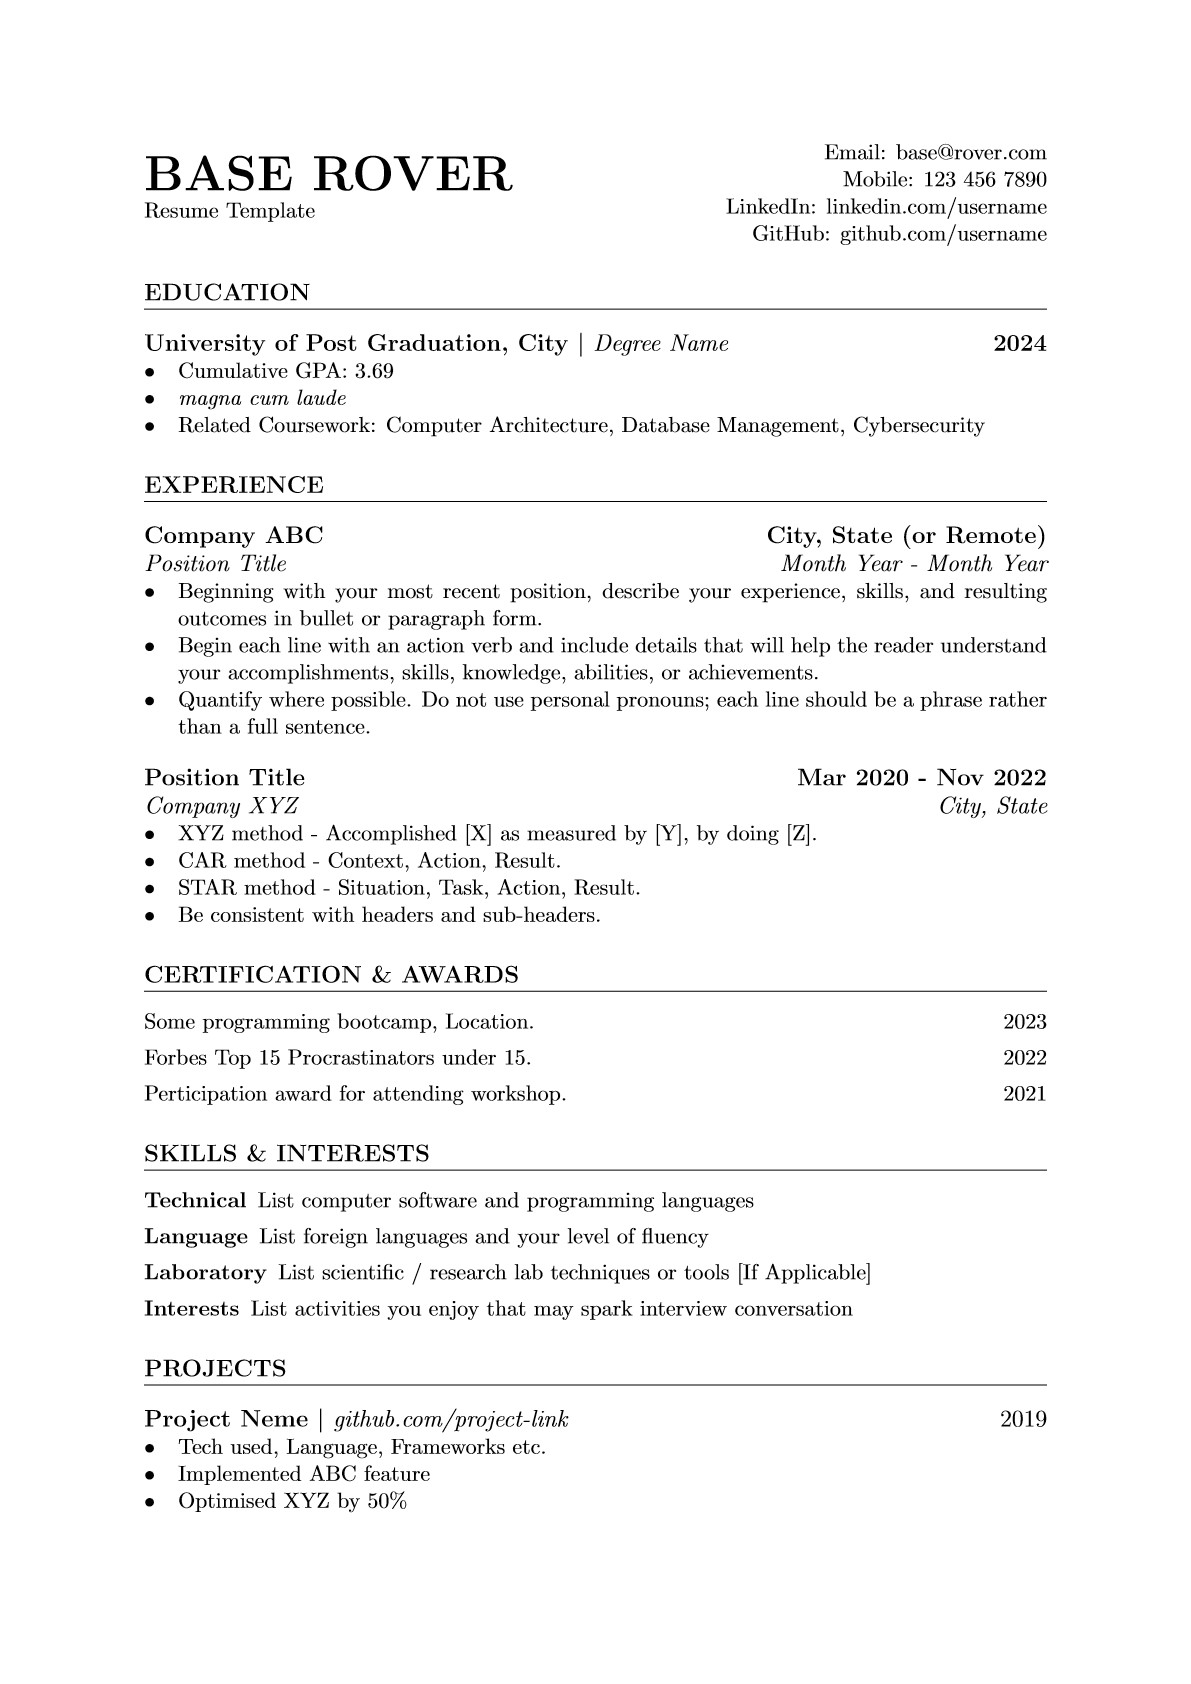 BASE ROVER
Resume Template
Email: base@rover.com
Mobile: 123 456 7890
LinkedIn: linkedin.com/username
GitHub: github.com/username
EDUCATION
University of Post Graduation, City | Degree Name 2024
• Cumulative GPA: 3.69
• magna cum laude
• Related Coursework: Computer Architecture, Database Management, Cybersecurity
EXPERIENCE
Company ABC City, State (or Remote)
Position Title Month Year - Month Year
• Beginning with your most recent position, describe your experience, skills, and resulting
outcomes in bullet or paragraph form.
• Begin each line with an action verb and include details that will help the reader understand
your accomplishments, skills, knowledge, abilities, or achievements.
• Quantify where possible. Do not use personal pronouns; each line should be a phrase rather
than a full sentence.
Position Title Mar 2020 - Nov 2022
Company XYZ City, State
• XYZ method - Accomplished [X] as measured by [Y], by doing [Z].
• CAR method - Context, Action, Result.
• STAR method - Situation, Task, Action, Result.
• Be consistent with headers and sub-headers.
CERTIFICATION & AWARDS
Some programming bootcamp, Location. 2023
Forbes Top 15 Procrastinators under 15. 2022
Perticipation award for attending workshop. 2021
SKILLS & INTERESTS
Technical List computer software and programming languages
Language List foreign languages and your level of fluency
Laboratory List scientific / research lab techniques or tools [If Applicable]
Interests List activities you enjoy that may spark interview conversation
PROJECTS
Project Neme | github.com/project-link 2019
• Tech used, Language, Frameworks etc.
• Implemented ABC feature
• Optimised XYZ by 50%